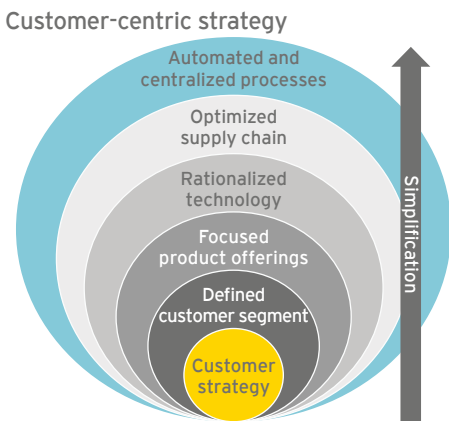 Customer-centric strategy
Automated and
centralized processes
Optimized
supply chain
Rationalized
technology
Focused
product offerings
Defined
customer segment
Customer
strategy
Simplification